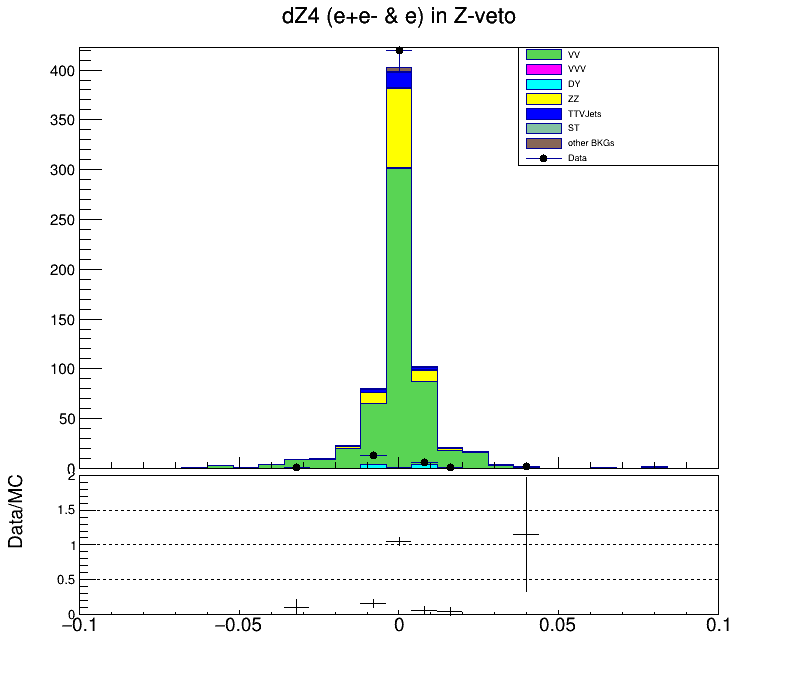 dZ4 (e+e- & e) in Z-veto
VV
VVV
DY
ZZ
TTVJets
ST
other BKGs
Data
400
350
300
250
200
150
100
50
0
Data/MC
2
1.5
1
0.5
0
−0.1
−0.05
0
0.05
0.1